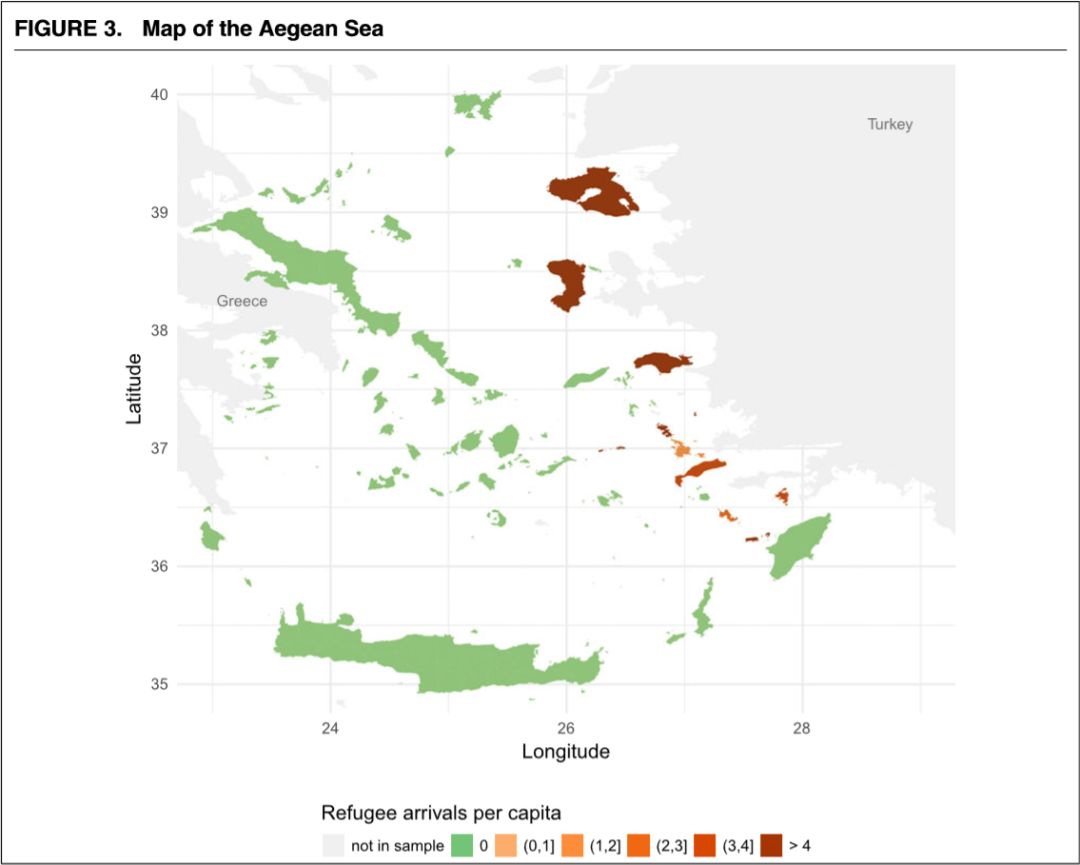 FIGURE 3. Map of the Aegean Sea
40
Turkey
39
Greece
38
Latitude
37
36
35
24 26 28
Longitude
Refugee arrivals per capita
not in sample 0 (0,1] (1,2] (2,3] (3,4] > 4